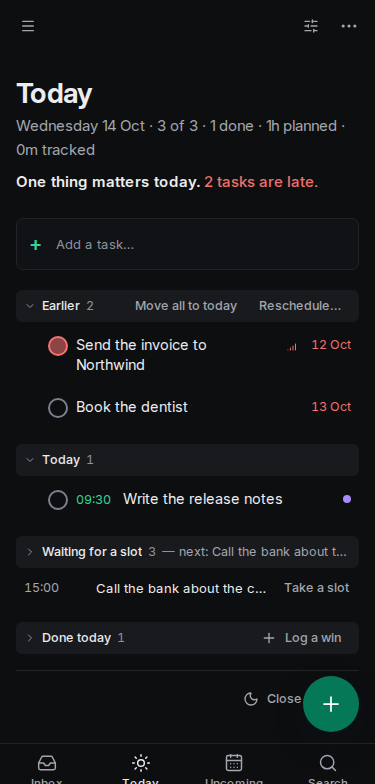 Today
Wednesday 14 Oct · 3 of 3 · 1 done · 1h planned ·
0m tracked
One thing matters today. 2 tasks are late.
+ Add a task...
Earlier 2 Move all to today Reschedule...
Send the invoice to 12 Oct
Northwind
Book the dentist 13 Oct
Today 1
09:30 Write the release notes
Waiting for a slot 3 — next: Call the bank about t...
15:00 Call the bank about the c... Take a slot
Done today 1 + Log a win
Close
+
Inbox Today Upcoming Search